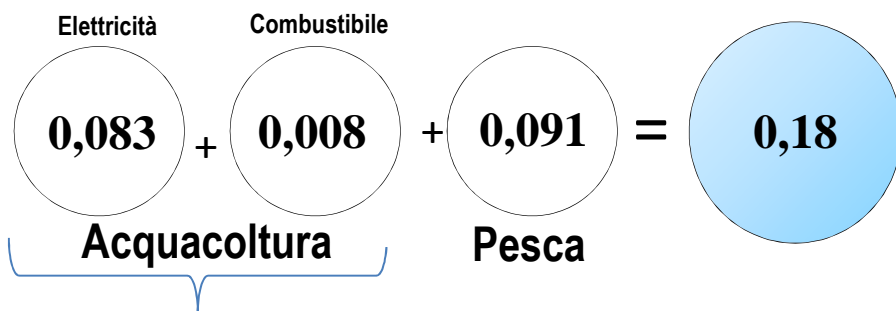 Elettricità Combustibile
0,083 + 0,008 + 0,091 = 0,18
Acquacoltura Pesca